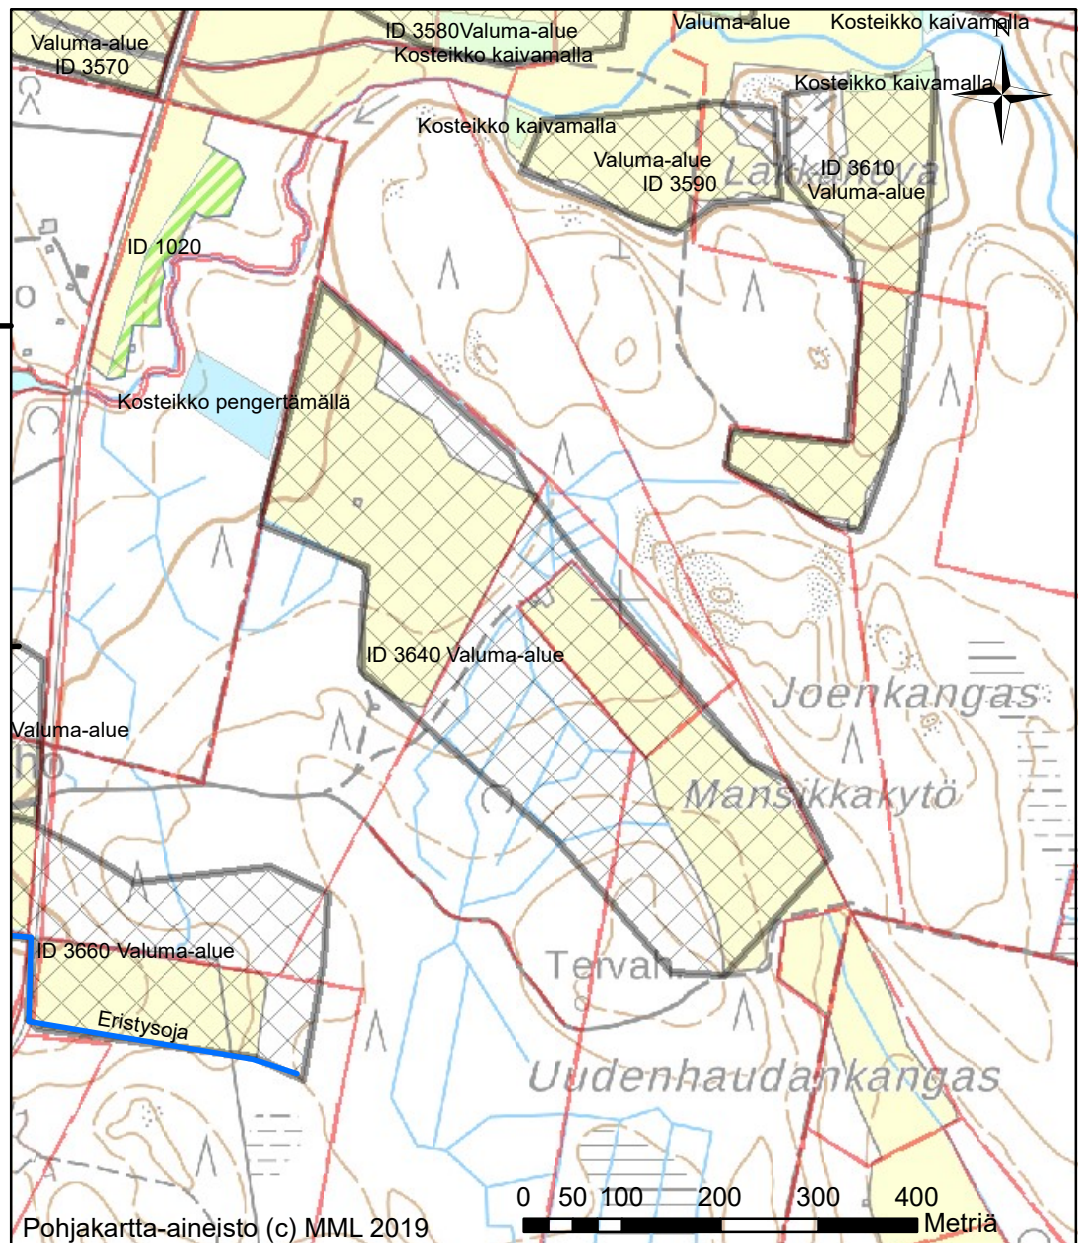 Valuma-alue
ID 3570
ID 3580Valuma-alue
Kosteikko kaivamalla
Valuma-alue
Kosteikko kaivamalla
N
Kosteikko kaivamalla
Kosteikko kaivamalla
Valuma-alue
ID 3590
ID 3610
Valuma-alue
ID 1020
Kosteikko pengertämällä
ID 3640 Valuma-alue
Joenkangas
Valuma-alue
ho
Mansikkakytö
ID 3660 Valuma-alue
Tervah
Eristysoja
Uudenhaudankangas
0 50 100 200 300 400
Metriä
Pohjakartta-aineisto (c) MML 2019